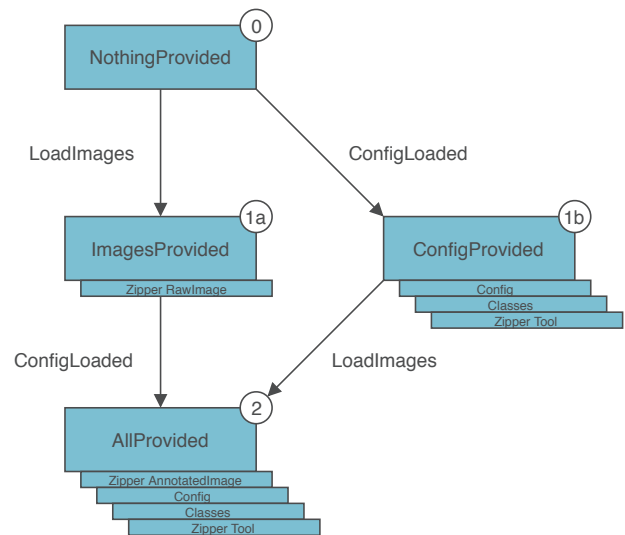 0
NothingProvided
LoadImages
ConfigLoaded
1a
ImagesProvided
Zipper RawImage
1b
ConfigProvided
Config
Classes
Zipper Tool
ConfigLoaded
LoadImages
2
AllProvided
Zipper AnnotatedImage
Config
Classes
Zipper Tool